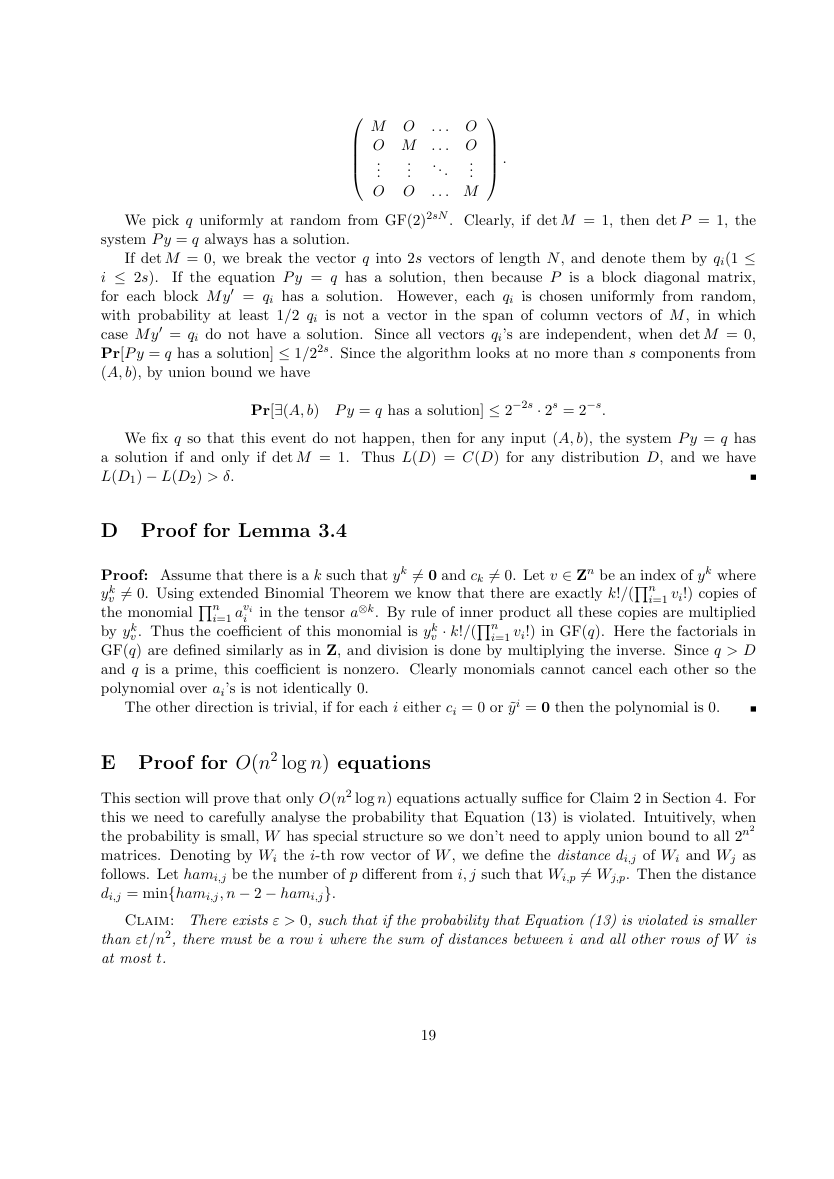 M O … O
O M … O
⋮ ⋮ ⋱ ⋮
O O … M
.
We pick q uniformly at random from GF(2)^{2sN}. Clearly, if det M = 1, then det P = 1, the
system Py = q always has a solution.
If det M = 0, we break the vector q into 2s vectors of length N, and denote them by q_i(1 ≤
i ≤ 2s). If the equation Py = q has a solution, then because P is a block diagonal matrix,
for each block My′ = q_i has a solution. However, each q_i is chosen uniformly from random,
with probability at least 1/2 q_i is not a vector in the span of column vectors of M, in which
case My′ = q_i do not have a solution. Since all vectors q_i's are independent, when det M = 0,
Pr[Py = q has a solution] ≤ 1/2^{2s}. Since the algorithm looks at no more than s components from
(A, b), by union bound we have
Pr[∃(A, b) Py = q has a solution] ≤ 2^{−2s} · 2^s = 2^{−s}.
We fix q so that this event do not happen, then for any input (A, b), the system Py = q has
a solution if and only if det M = 1. Thus L(D) = C(D) for any distribution D, and we have
L(D_1) − L(D_2) > δ. ■
D Proof for Lemma 3.4
Proof: Assume that there is a k such that y^k ≠ 0 and c_k ≠ 0. Let v ∈ Z^n be an index of y^k where
y_v^k ≠ 0. Using extended Binomial Theorem we know that there are exactly k!/(∏_{i=1}^n v_i!) copies of
the monomial ∏_{i=1}^n a_i^{v_i} in the tensor a^{⊗k}. By rule of inner product all these copies are multiplied
by y_v^k. Thus the coefficient of this monomial is y_v^k · k!/(∏_{i=1}^n v_i!) in GF(q). Here the factorials in
GF(q) are defined similarly as in Z, and division is done by multiplying the inverse. Since q > D
and q is a prime, this coefficient is nonzero. Clearly monomials cannot cancel each other so the
polynomial over a_i's is not identically 0.
The other direction is trivial, if for each i either c_i = 0 or ỹ^i = 0 then the polynomial is 0. ■
E Proof for O(n^2 log n) equations
This section will prove that only O(n^2 log n) equations actually suffice for Claim 2 in Section 4. For
this we need to carefully analyse the probability that Equation (13) is violated. Intuitively, when
the probability is small, W has special structure so we don't need to apply union bound to all 2^{n^2}
matrices. Denoting by W_i the i-th row vector of W, we define the distance d_{i,j} of W_i and W_j as
follows. Let ham_{i,j} be the number of p different from i, j such that W_{i,p} ≠ W_{j,p}. Then the distance
d_{i,j} = min{ham_{i,j}, n − 2 − ham_{i,j}}.
Claim: There exists ε > 0, such that if the probability that Equation (13) is violated is smaller
than εt/n^2, there must be a row i where the sum of distances between i and all other rows of W is
at most t.
19